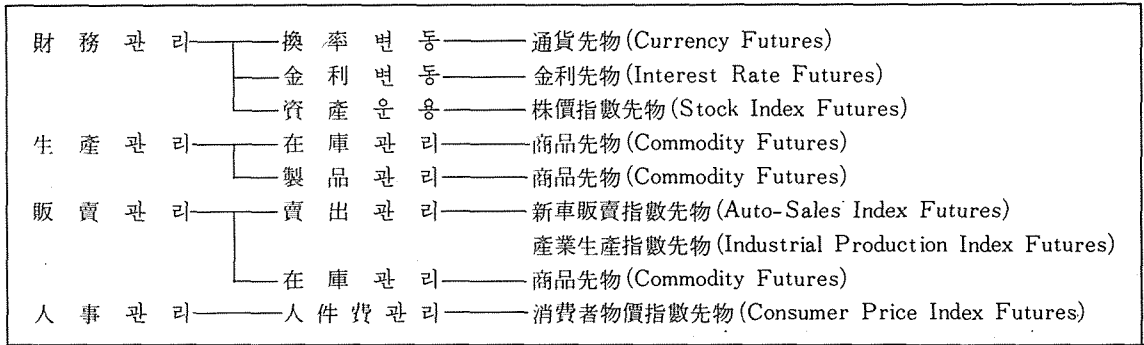 財務관리 換率변동 通貨先物(Currency Futures)
金利변동 金利先物(Interest Rate Futures)
資產운용 株價指數先物(Stock Index Futures)
生產관리 在庫관리 商品先物(Commodity Futures)
製品관리 商品先物(Commodity Futures)
販賣관리 賣出관리 新車販賣指數先物(Auto-Sales Index Futures)
產業生產指數先物(Industrial Production Index Futures)
在庫관리 商品先物(Commodity Futures)
人事관리 人件費관리 消費者物價指數先物(Consumer Price Index Futures)